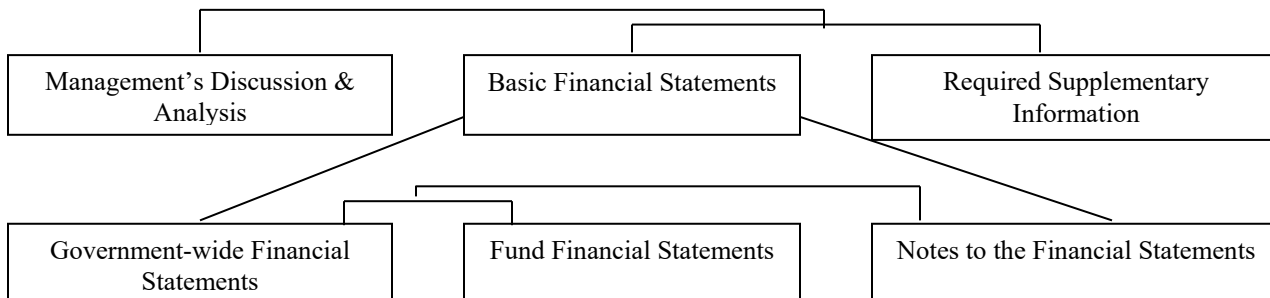 Management’s Discussion &
Analysis
Basic Financial Statements
Required Supplementary
Information
Government-wide Financial
Statements
Fund Financial Statements
Notes to the Financial Statements